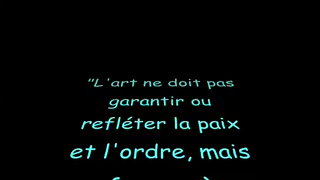 "L'art ne doit pas
garantir ou
refléter la paix
et l'ordre, mais